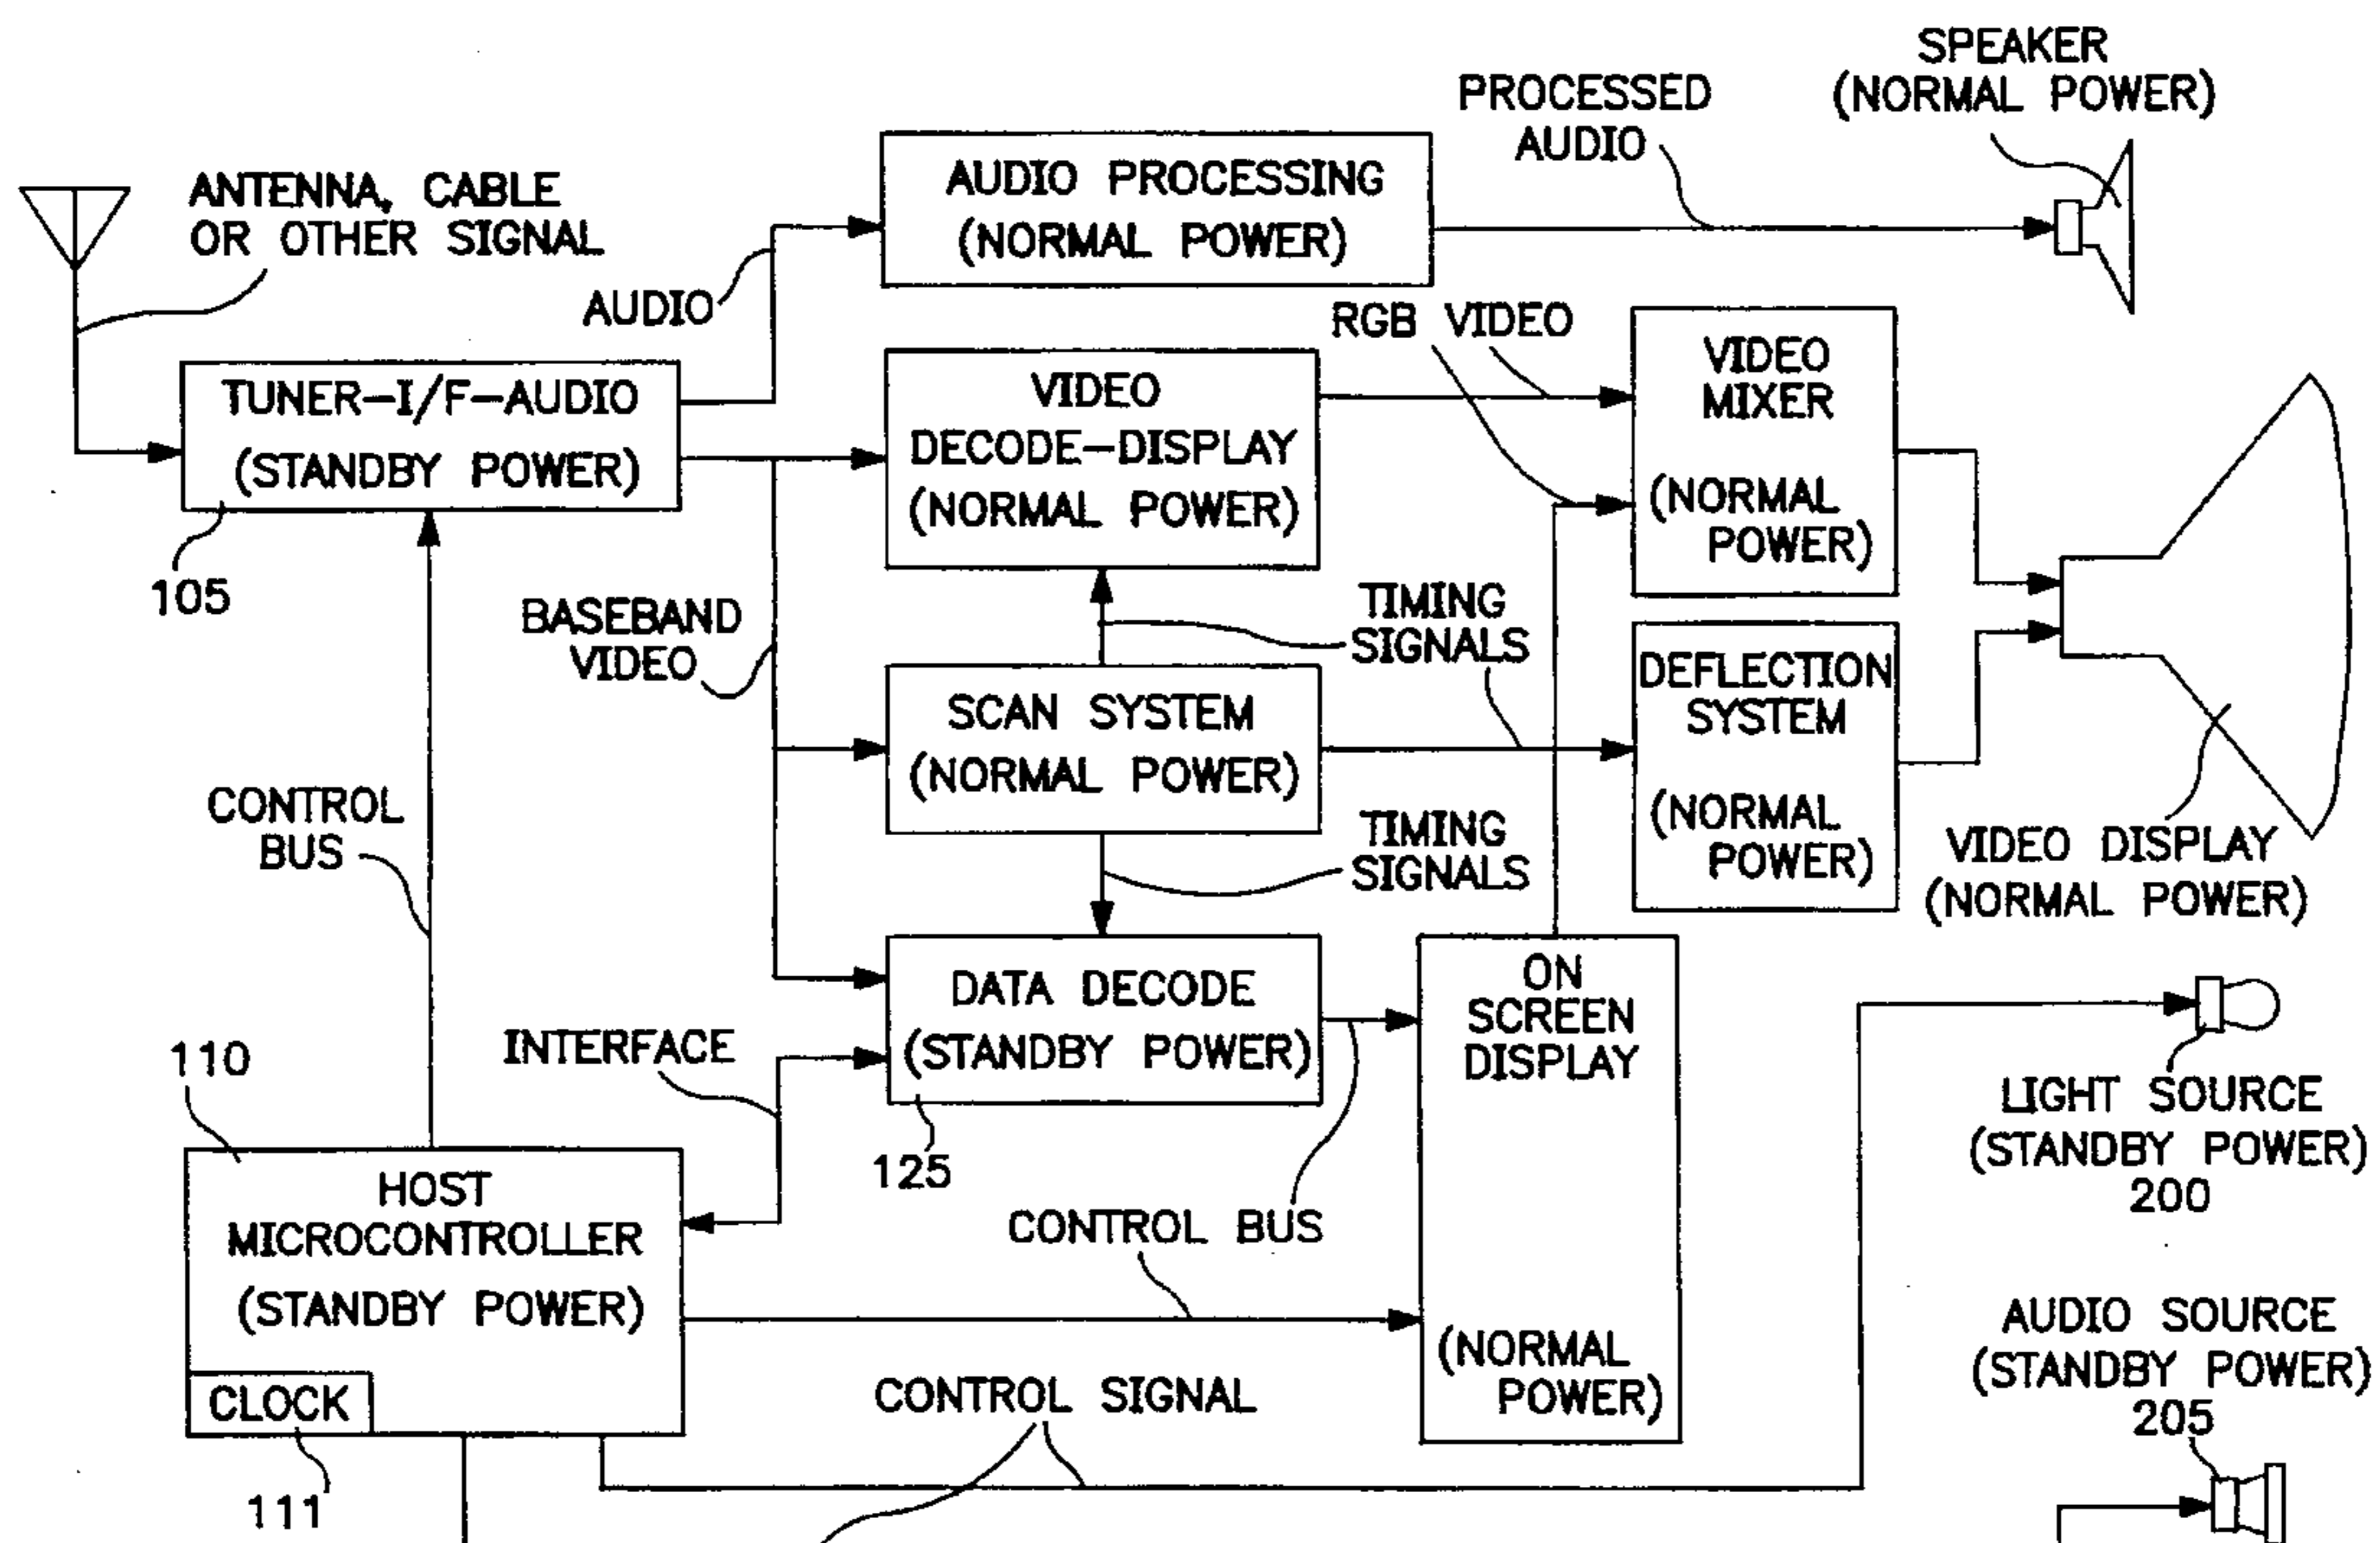 SPEAKER
(NORMAL POWER)
PROCESSED
AUDIO
ANTENNA, CABLE
OR OTHER SIGNAL
AUDIO PROCESSING
(NORMAL POWER)
AUDIO
RGB VIDEO
TUNER-I/F-AUDIO
(STANDBY POWER)
105
VIDEO
DECODE-DISPLAY
(NORMAL POWER)
VIDEO
MIXER
(NORMAL
POWER)
BASEBAND
VIDEO
TIMING
SIGNALS
SCAN SYSTEM
(NORMAL POWER)
DEFLECTION
SYSTEM
(NORMAL
POWER)
CONTROL
BUS
TIMING
SIGNALS
VIDEO DISPLAY
(NORMAL POWER)
DATA DECODE
(STANDBY POWER)
125
ON
SCREEN
DISPLAY
(NORMAL
POWER)
INTERFACE
110
LIGHT SOURCE
(STANDBY POWER)
200
HOST
MICROCONTROLLER
(STANDBY POWER)
CLOCK
111
CONTROL BUS
CONTROL SIGNAL
AUDIO SOURCE
(STANDBY POWER)
205